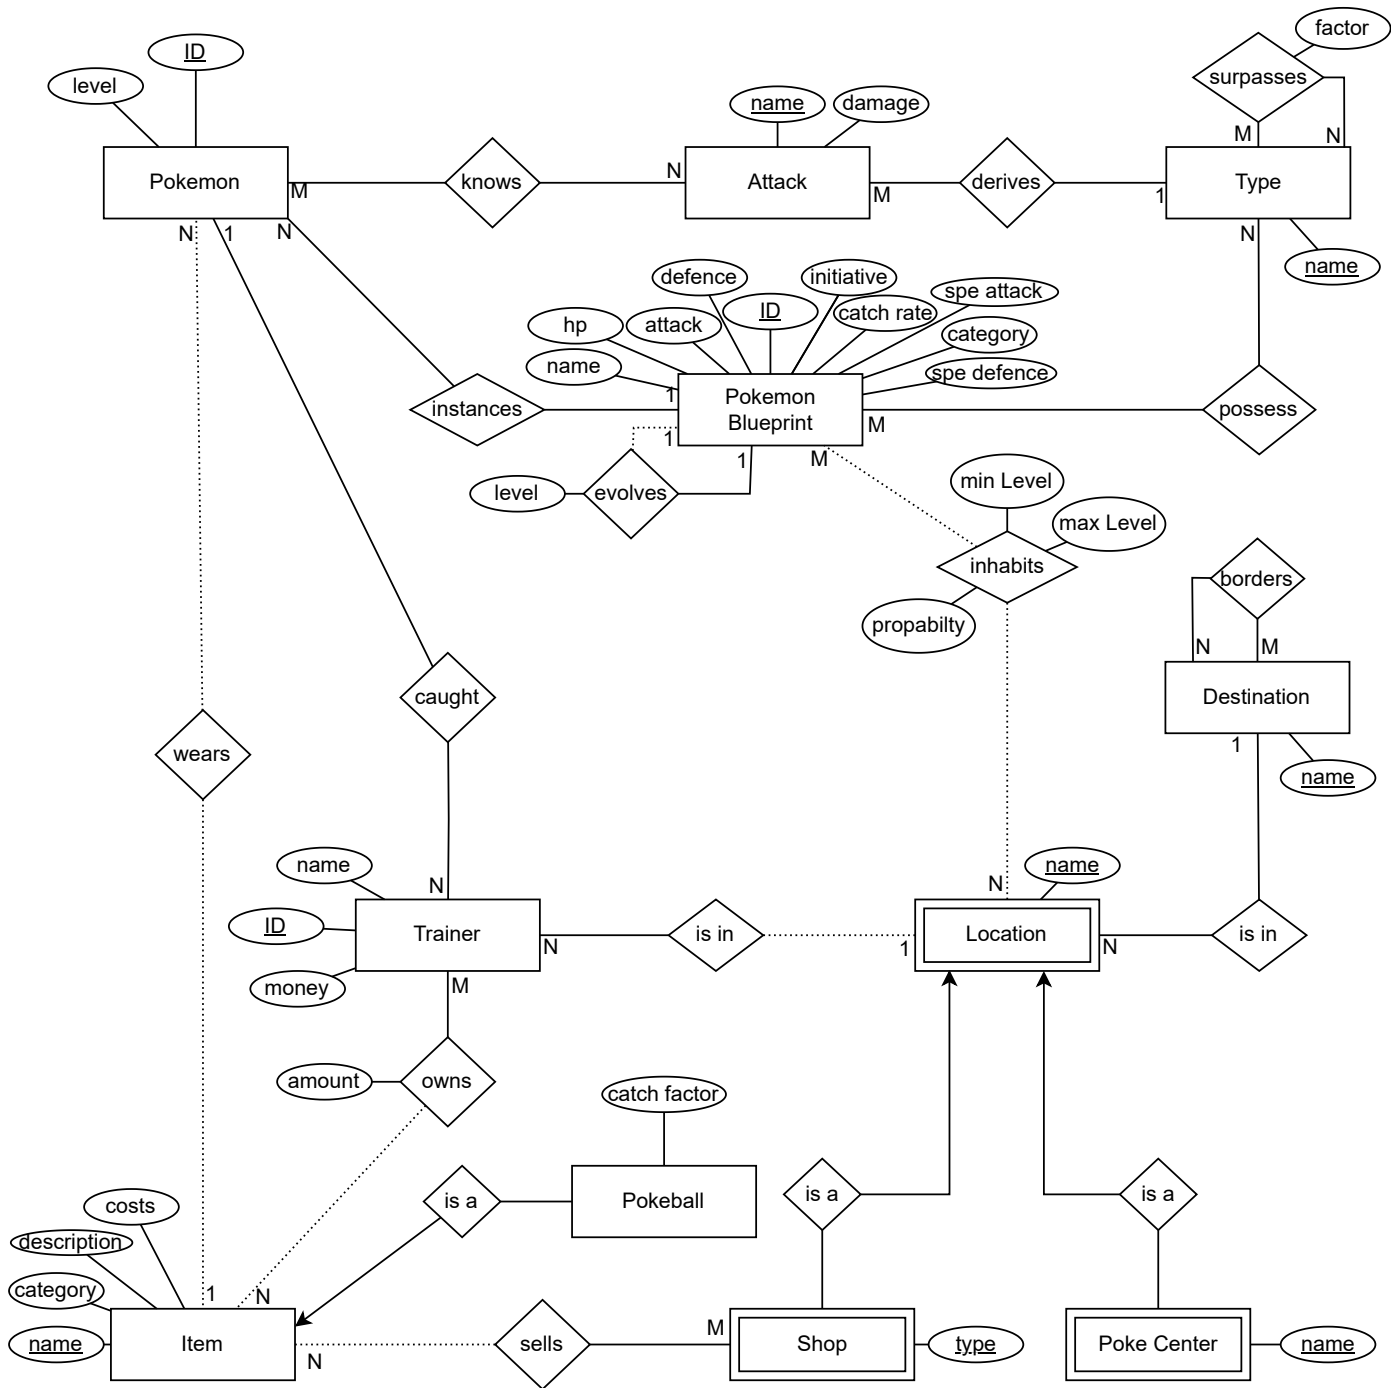 factor
ID
surpasses
level
name
damage
M
N
Pokemon
M
knows
N
Attack
M
derives
1
Type
N
1
N
N
name
defence
initiative
spe attack
ID
catch rate
hp
attack
category
name
spe defence
1
Pokemon
Blueprint
instances
M
possess
1
1
M
level
evolves
min Level
max Level
inhabits
borders
propabilty
N
M
caught
Destination
1
wears
name
name
N
N
name
ID
Trainer
N
is in
1
Location
N
is in
money
M
amount
owns
catch factor
is a
Pokeball
is a
is a
costs
description
category
1
N
name
Item
N
sells
M
Shop
type
Poke Center
name